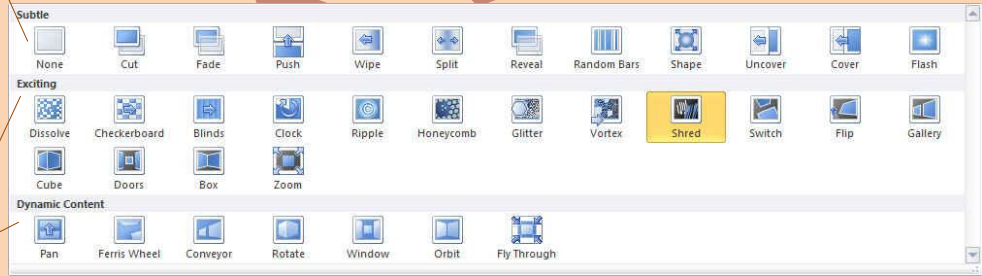 Subtle
None Cut Fade Push Wipe Split Reveal Random Bars Shape Uncover Cover Flash
Exciting
Dissolve Checkerboard Blinds Clock Ripple Honeycomb Glitter Vortex Shred Switch Flip Gallery
Cube Doors Box Zoom
Dynamic Content
Pan Ferris Wheel Conveyor Rotate Window Orbit Fly Through